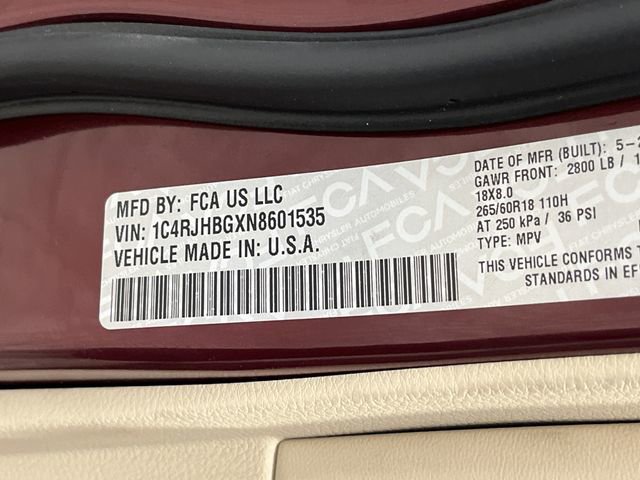 MFD BY: FCA US LLC
VIN: 1C4RJHBGXN8601535
VEHICLE MADE IN: U.S.A.
DATE OF MFR (BUILT): 5-2
GAWR FRONT: 2800 LB / 1
18X8.0
265/60R18 110H
AT 250 kPa / 36 PSI
TYPE: MPV
THIS VEHICLE CONFORMS TO
STANDARDS IN EF